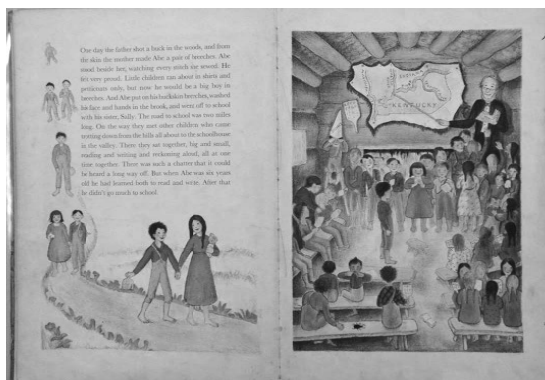 One day the father shot a buck in the woods, and from
the skin the mother made Abe a pair of breeches. Abe
stood beside her, watching every stitch she sewed. He
felt very proud. Little children ran about in shirts and
petticoats only, but now he would be a big boy in
breeches. And Abe put on his buckskin breeches, washed
his face and hands in the brook, and went off to school
with his sister, Sally. The road to school was two miles
long. On the way they met other children who came
trotting down from the hills all about to the schoolhouse
in the valley. There they sat together, big and small,
reading and writing and reckoning aloud, all at one
time together. There was such a chatter that it could
be heard a long way off. But when Abe was six years
old he had learned both to read and write. After that
he didn't go much to school.
KENTUCKY